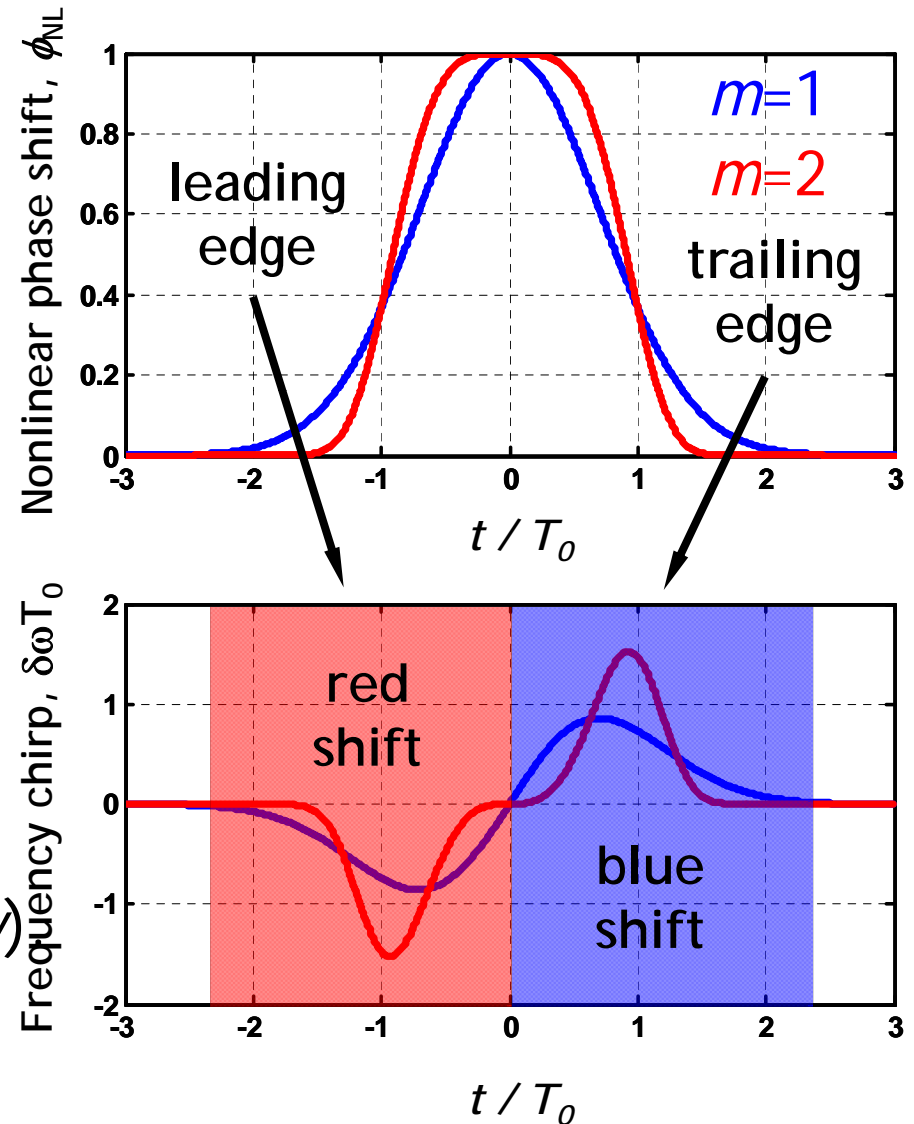 Nonlinear phase shift, ϕNL
1
0.8
0.6
0.4
0.2
0
m=1
m=2
leading
edge
trailing
edge
-3 -2 -1 0 1 2 3
t / T0
Frequency chirp, δωT0
2
1
0
-1
-2
red
shift
blue
shift
)
-3 -2 -1 0 1 2 3
t / T0